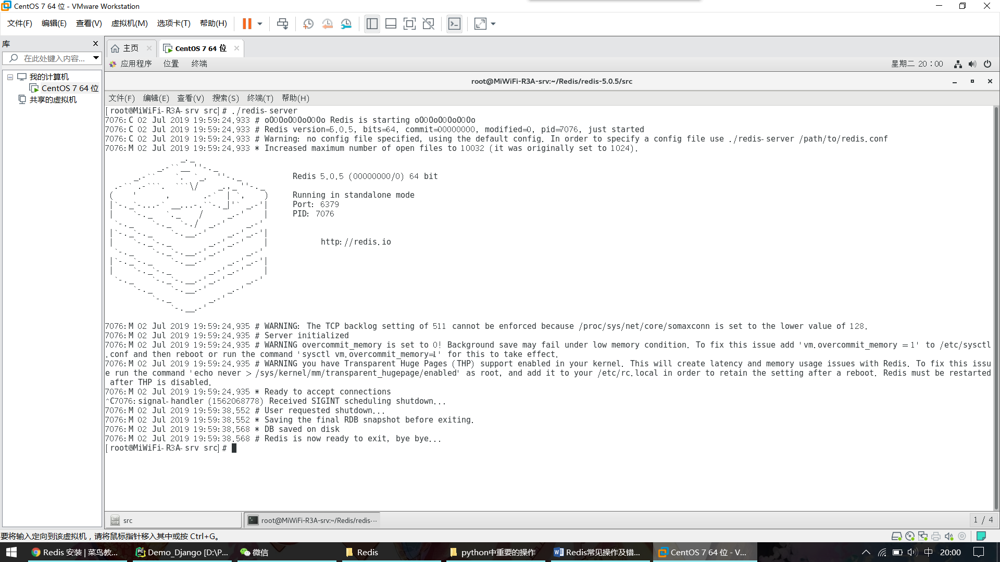 CentOS 7 64 位 - VMware Workstation
文件(F) 编辑(E) 查看(V) 虚拟机(M) 选项卡(T) 帮助(H)
库
在此处键入内容...
我的计算机
CentOS 7 64 位
共享的虚拟机
主页
CentOS 7 64 位
应用程序 位置 终端
星期二 20：00
root@MiWiFi-R3A-srv:~/Redis/redis-5.0.5/src
文件(F) 编辑(E) 查看(V) 搜索(S) 终端(T) 帮助(H)
[root@MiWiFi-R3A-srv src]# ./redis-server
7076:C 02 Jul 2019 19:59:24.933 # oO0OoO0OoO0Oo Redis is starting oO0OoO0OoO0Oo
7076:C 02 Jul 2019 19:59:24.933 # Redis version=5.0.5, bits=64, commit=00000000, modified=0, pid=7076, just started
7076:C 02 Jul 2019 19:59:24.933 # Warning: no config file specified, using the default config. In order to specify a config file use ./redis-server /path/to/redis.conf
7076:M 02 Jul 2019 19:59:24.933 * Increased maximum number of open files to 10032 (it was originally set to 1024).
Redis 5.0.5 (00000000/0) 64 bit
Running in standalone mode
Port: 6379
PID: 7076
http://redis.io
7076:M 02 Jul 2019 19:59:24.935 # WARNING: The TCP backlog setting of 511 cannot be enforced because /proc/sys/net/core/somaxconn is set to the lower value of 128.
7076:M 02 Jul 2019 19:59:24.935 # Server initialized
7076:M 02 Jul 2019 19:59:24.935 # WARNING overcommit_memory is set to 0! Background save may fail under low memory condition. To fix this issue add 'vm.overcommit_memory = 1' to /etc/sysctl
.conf and then reboot or run the command 'sysctl vm.overcommit_memory=1' for this to take effect.
7076:M 02 Jul 2019 19:59:24.935 # WARNING you have Transparent Huge Pages (THP) support enabled in your kernel. This will create latency and memory usage issues with Redis. To fix this issu
e run the command 'echo never > /sys/kernel/mm/transparent_hugepage/enabled' as root, and add it to your /etc/rc.local in order to retain the setting after a reboot. Redis must be restarted
after THP is disabled.
7076:M 02 Jul 2019 19:59:24.935 * Ready to accept connections
^C7076:signal-handler (1562068778) Received SIGINT scheduling shutdown...
7076:M 02 Jul 2019 19:59:38.552 # User requested shutdown...
7076:M 02 Jul 2019 19:59:38.552 * Saving the final RDB snapshot before exiting.
7076:M 02 Jul 2019 19:59:38.568 * DB saved on disk
7076:M 02 Jul 2019 19:59:38.568 # Redis is now ready to exit, bye bye...
[root@MiWiFi-R3A-srv src]#
src
root@MiWiFi-R3A-srv:~/Redis/redis-···
1 / 4
要将输入定向到该虚拟机，请将鼠标指针移入其中或按 Ctrl+G。
Redis 安装 | 菜鸟教...
Demo_Django [D:\P...
微信
Redis
python中重要的操作
Redis常见操作及错...
CentOS 7 64 位 - V...
中
20:00